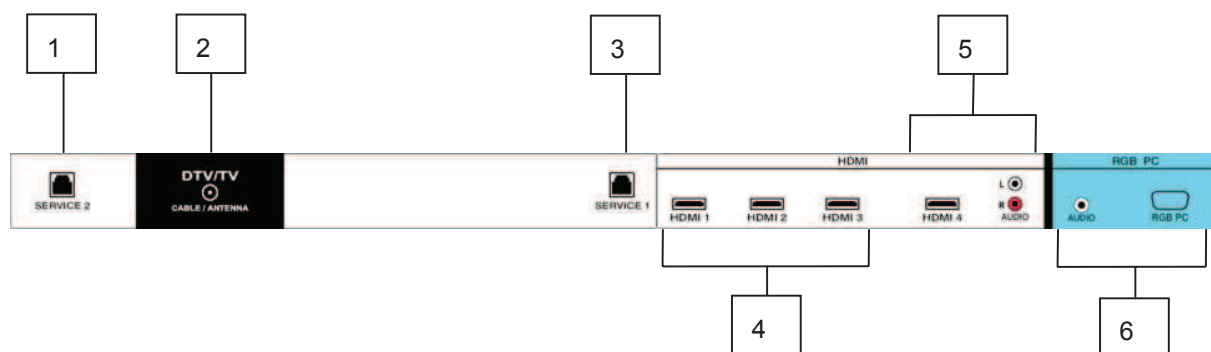 1
2
3
5
SERVICE 2
DTV/TV
CABLE / ANTENNA
SERVICE 1
HDMI
HDMI 1
HDMI 2
HDMI 3
HDMI 4
L
R
AUDIO
RGB PC
AUDIO
RGB PC
4
6